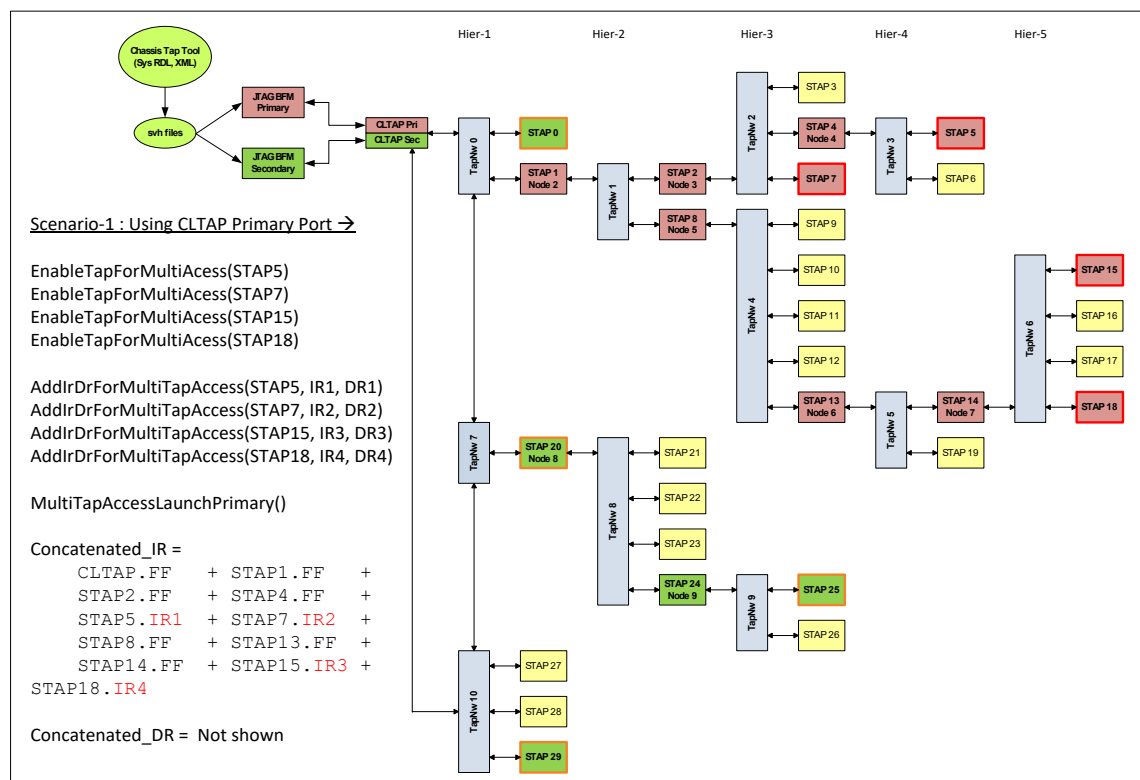 Hier-1 Hier-2 Hier-3 Hier-4 Hier-5
Chassis Tap Tool
(Sys RDL, XML)
svh files
JTAG BFM
Primary
JTAG BFM
Secondary
CLTAP Pri
CLTAP Sec
TapNw 0
STAP 0
STAP 1
Node 2
TapNw 1
STAP 2
Node 3
STAP 8
Node 5
TapNw 2
STAP 3
STAP 4
Node 4
STAP 7
TapNw 3
STAP 5
STAP 6
TapNw 4
STAP 9
STAP 10
STAP 11
STAP 12
STAP 13
Node 6
TapNw 5
STAP 14
Node 7
STAP 19
TapNw 6
STAP 15
STAP 16
STAP 17
STAP 18
TapNw 7
STAP 20
Node 8
TapNw 8
STAP 21
STAP 22
STAP 23
STAP 24
Node 9
TapNw 9
STAP 25
STAP 26
TapNw 10
STAP 27
STAP 28
STAP 29
Scenario-1 : Using CLTAP Primary Port →
EnableTapForMultiAcess(STAP5)
EnableTapForMultiAcess(STAP7)
EnableTapForMultiAcess(STAP15)
EnableTapForMultiAcess(STAP18)
AddIrDrForMultiTapAccess(STAP5, IR1, DR1)
AddIrDrForMultiTapAccess(STAP7, IR2, DR2)
AddIrDrForMultiTapAccess(STAP15, IR3, DR3)
AddIrDrForMultiTapAccess(STAP18, IR4, DR4)
MultiTapAccessLaunchPrimary()
Concatenated_IR =
CLTAP.FF + STAP1.FF +
STAP2.FF + STAP4.FF +
STAP5.IR1 + STAP7.IR2 +
STAP8.FF + STAP13.FF +
STAP14.FF + STAP15.IR3 +
STAP18.IR4
Concatenated_DR = Not shown